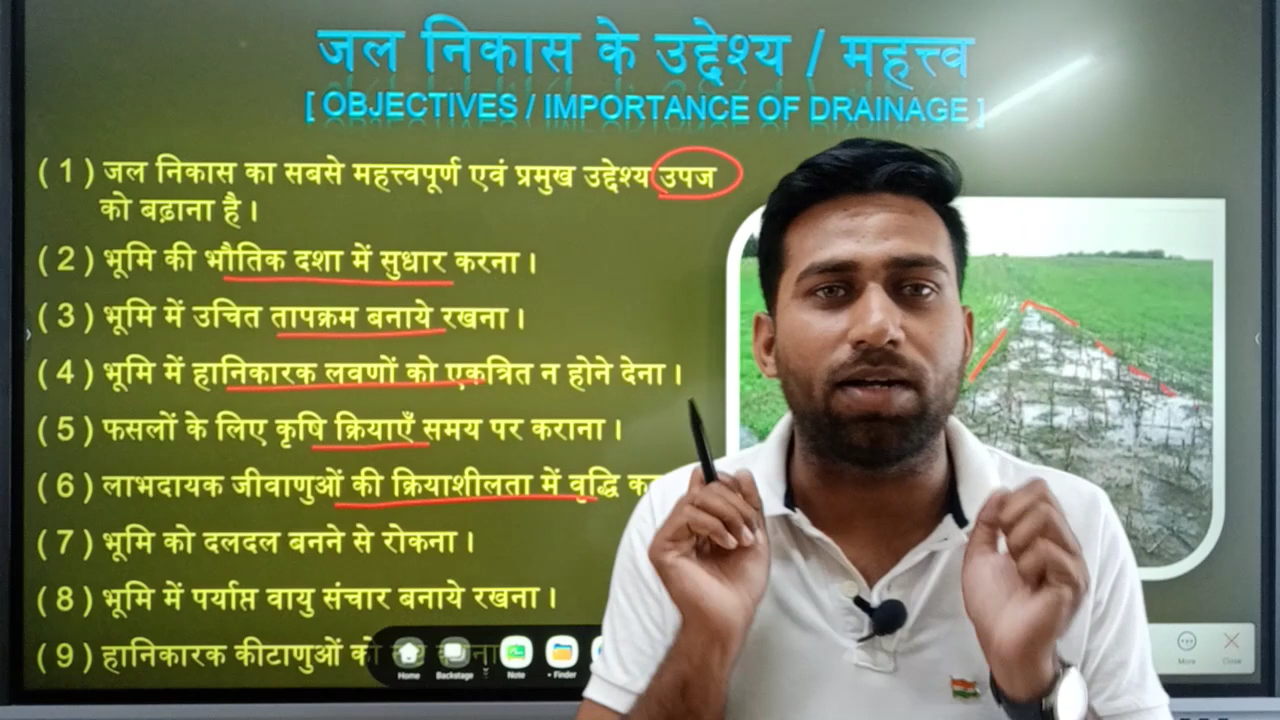 जल निकास के उद्देश्य / महत्त्व
[ OBJECTIVES / IMPORTANCE OF DRAINAGE ]
( 1 ) जल निकास का सबसे महत्त्वपूर्ण एवं प्रमुख उद्देश्य उपज
को बढ़ाना है ।
( 2 ) भूमि की भौतिक दशा में सुधार करना ।
( 3 ) भूमि में उचित तापक्रम बनाये रखना ।
( 4 ) भूमि में हानिकारक लवणों को एकत्रित न होने देना ।
( 5 ) फसलों के लिए कृषि क्रियाएँ समय पर कराना ।
( 6 ) लाभदायक जीवाणुओं की क्रियाशीलता में वृद्धि
( 7 ) भूमि को दलदल बनने से रोकना ।
( 8 ) भूमि में पर्याप्त वायु संचार बनाये रखना ।
( 9 ) हानिकारक कीटाणुओं को
Home Backstage Note Finder More Close